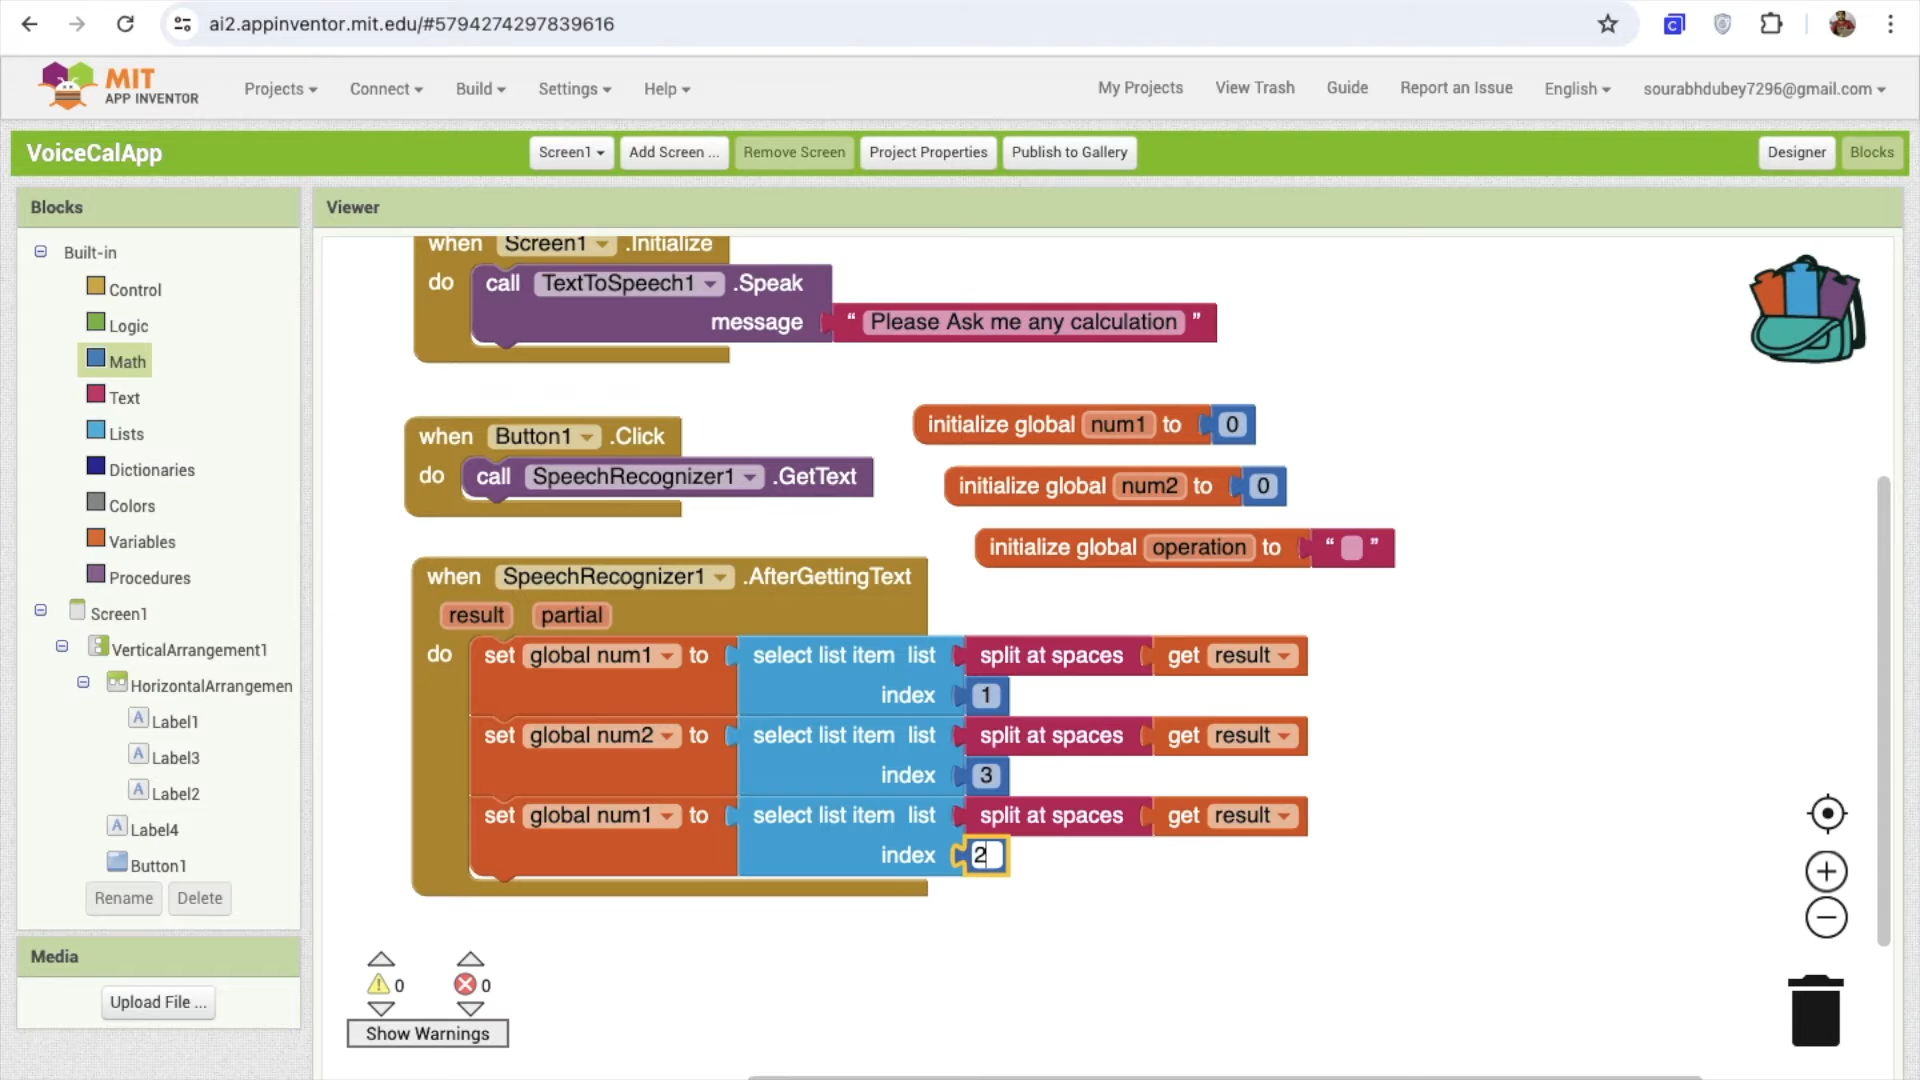 ai2.appinventor.mit.edu/#5794274297839616
MIT
APP INVENTOR
Projects Connect Build Settings Help My Projects View Trash Guide Report an Issue English sourabhdubey7296@gmail.com
VoiceCalApp Screen1 Add Screen ... Remove Screen Project Properties Publish to Gallery Designer Blocks
Blocks
Built-in
Control
Logic
Math
Text
Lists
Dictionaries
Colors
Variables
Procedures
Screen1
VerticalArrangement1
HorizontalArrangemen
A Label1
A Label3
A Label2
A Label4
Button1
Rename Delete
Media
Upload File ...
Viewer
when Screen1 .Initialize
do call TextToSpeech1 .Speak
message “ Please Ask me any calculation ”
when Button1 .Click
do call SpeechRecognizer1 .GetText
initialize global num1 to 0
initialize global num2 to 0
initialize global operation to “ ”
when SpeechRecognizer1 .AfterGettingText
result partial
do set global num1 to select list item list split at spaces get result
index 1
set global num2 to select list item list split at spaces get result
index 3
set global num1 to select list item list split at spaces get result
index 2
0 0
Show Warnings